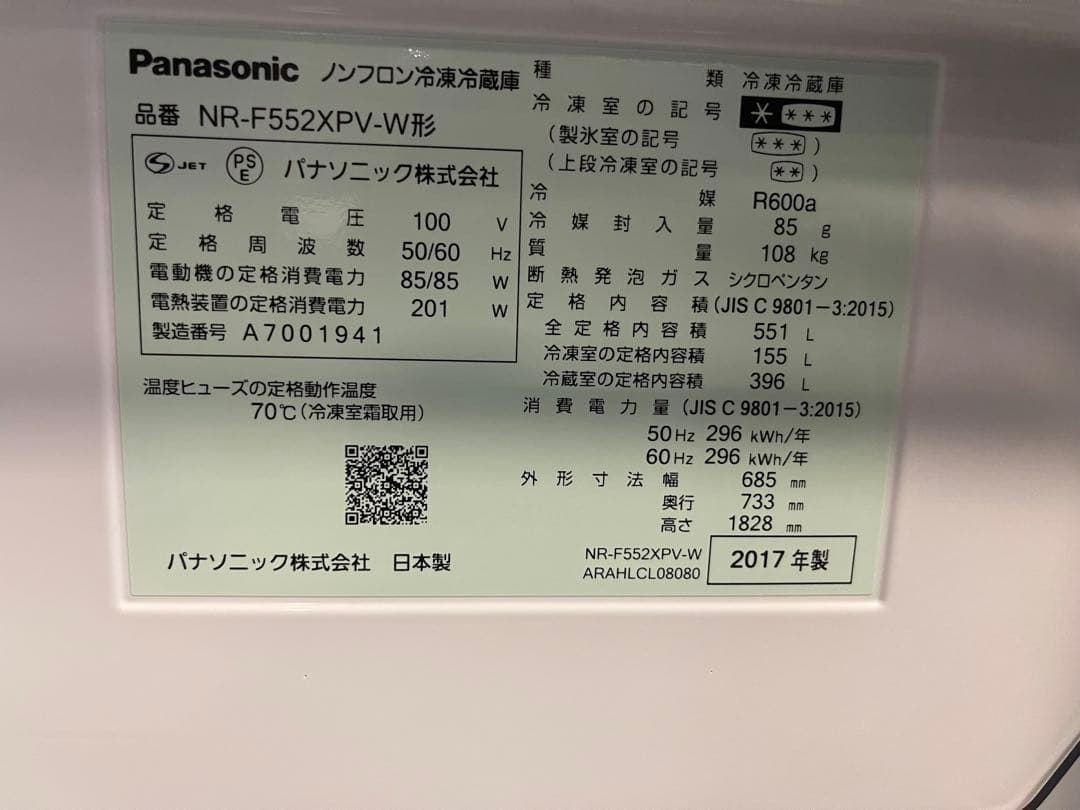 Panasonic ノンフロン冷凍冷蔵庫
品番 NR-F552XPV-W形
JET PSE パナソニック株式会社
定格電圧 100 V
定格周波数 50/60 Hz
電動機の定格消費電力 85/85 W
電熱装置の定格消費電力 201 W
製造番号 A7001941
温度ヒューズの定格動作温度
70℃(冷凍室霜取用)
パナソニック株式会社 日本製
種類 冷凍冷蔵庫
冷凍室の記号 * ***
(製氷室の記号 ***)
(上段冷凍室の記号 **)
冷媒 R600a
冷媒封入量 85 g
質量 108 kg
断熱発泡ガス シクロペンタン
定格内容積(JIS C 9801-3:2015)
全定格内容積 551 L
冷凍室の定格内容積 155 L
冷蔵室の定格内容積 396 L
消費電力量(JIS C 9801-3:2015)
50Hz 296 kWh/年
60Hz 296 kWh/年
外形寸法 幅 685 mm
奥行 733 mm
高さ 1828 mm
NR-F552XPV-W
ARAHLCL08080
2017年製